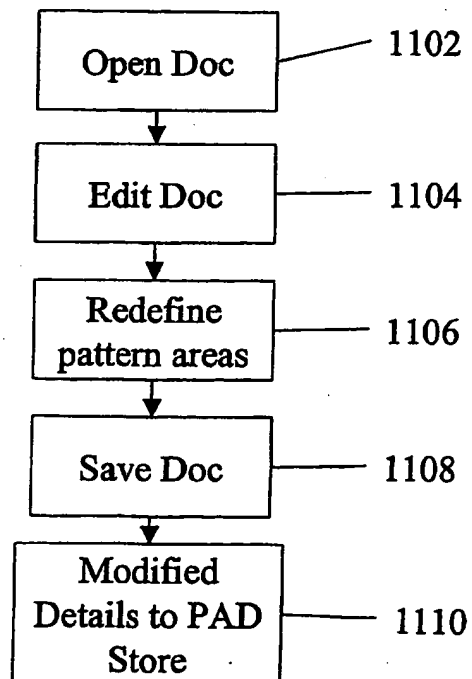 Open Doc
1102
Edit Doc
1104
Redefine
pattern areas
1106
Save Doc
1108
Modified
Details to PAD
Store
1110